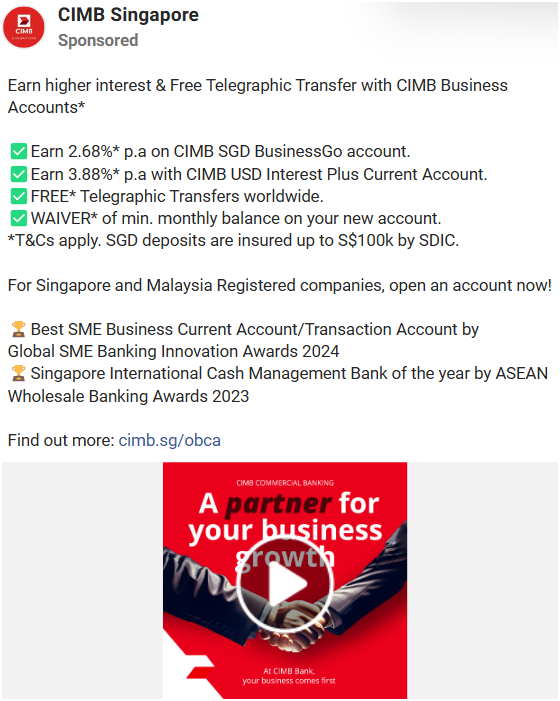 CIMB Singapore
Sponsored
CIMB
Earn higher interest & Free Telegraphic Transfer with CIMB Business
Accounts*
✅Earn 2.68%* p.a on CIMB SGD BusinessGo account.
✅Earn 3.88%* p.a with CIMB USD Interest Plus Current Account.
✅FREE* Telegraphic Transfers worldwide.
✅WAIVER* of min. monthly balance on your new account.
*T&Cs apply. SGD deposits are insured up to S$100k by SDIC.
For Singapore and Malaysia Registered companies, open an account now!
🏆Best SME Business Current Account/Transaction Account by
Global SME Banking Innovation Awards 2024
🏆Singapore International Cash Management Bank of the year by ASEAN
Wholesale Banking Awards 2023
Find out more: cimb.sg/obca
CIMB COMMERCIAL BANKING
A partner for
your business
growth
At CIMB Bank,
your business comes first